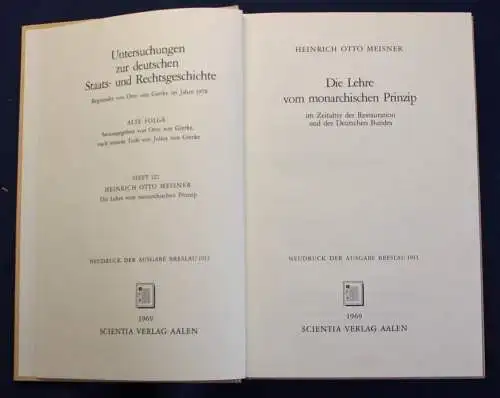 Untersuchungen
zur deutschen
Staats- und Rechtsgeschichte
Begründet von Otto von Gierke im Jahre 1878
ALTE FOLGE
herausgegeben von Otto von Gierke,
nach seinem Tode von Julius von Gierke
HEFT 122
HEINRICH OTTO MEISNER
Die Lehre vom monarchischen Prinzip
NEUDRUCK DER AUSGABE BRESLAU 1913
1969
SCIENTIA VERLAG AALEN
HEINRICH OTTO MEISNER
Die Lehre
vom monarchischen Prinzip
im Zeitalter der Restauration
und des Deutschen Bundes
NEUDRUCK DER AUSGABE BRESLAU 1913
1969
SCIENTIA VERLAG AALEN